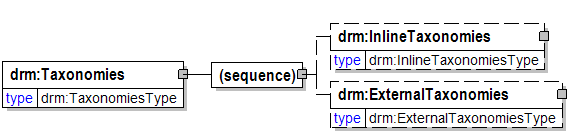 drm:Taxonomies
type drm:TaxonomiesType
(sequence)
drm:InlineTaxonomies
type drm:InlineTaxonomiesType
drm:ExternalTaxonomies
type drm:ExternalTaxonomiesType